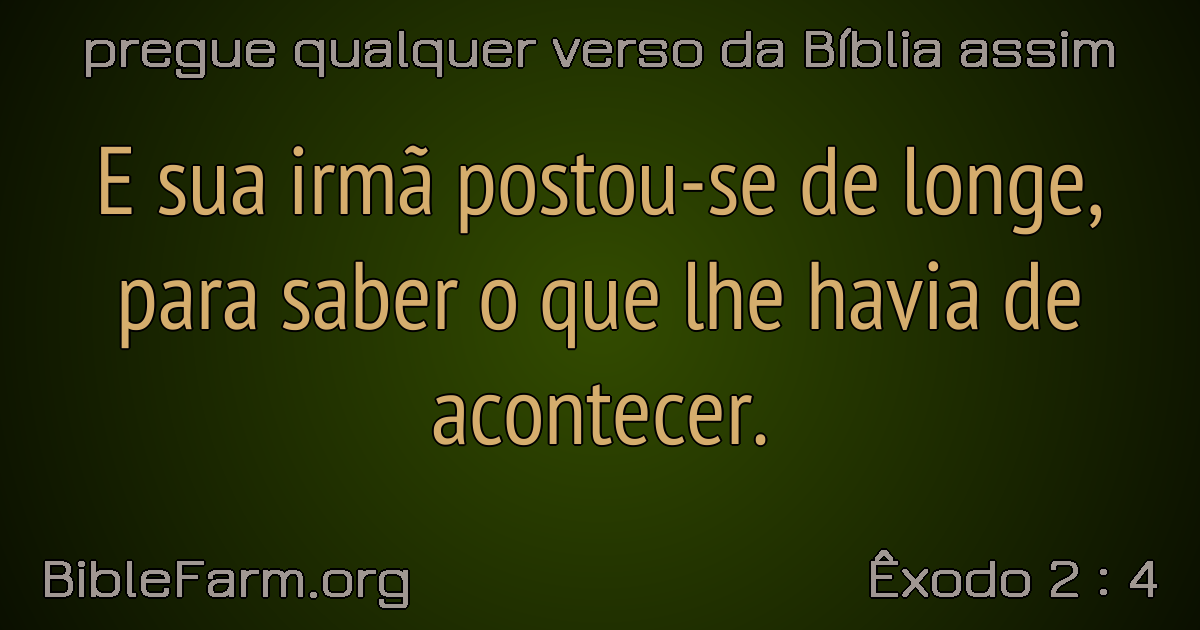 pregue qualquer verso da Bíblia assim
E sua irmã postou-se de longe,
para saber o que lhe havia de
acontecer.
BibleFarm.org
Êxodo 2 : 4